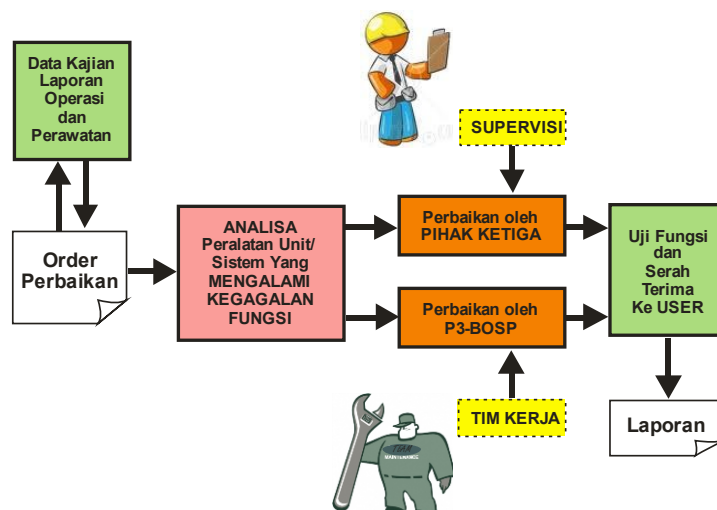 Data Kajian
Laporan
Operasi
dan
Perawatan
SUPERVISI
Order
Perbaikan
ANALISA
Peralatan Unit/
Sistem Yang
MENGALAMI
KEGAGALAN
FUNGSI
Perbaikan oleh
PIHAK KETIGA
Perbaikan oleh
P3-BOSP
Uji Fungsi
dan
Serah
Terima
Ke USER
TIM KERJA
Laporan
MAINTENANCE